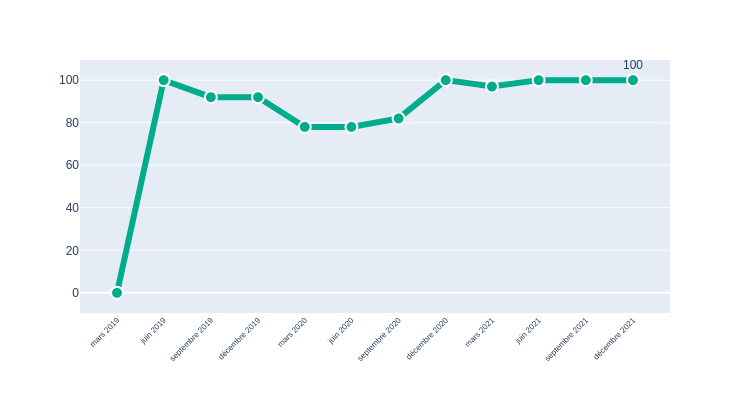 100
100
80
60
40
20
0
mars 2019
juin 2019
septembre 2019
décembre 2019
mars 2020
juin 2020
septembre 2020
décembre 2020
mars 2021
juin 2021
septembre 2021
décembre 2021